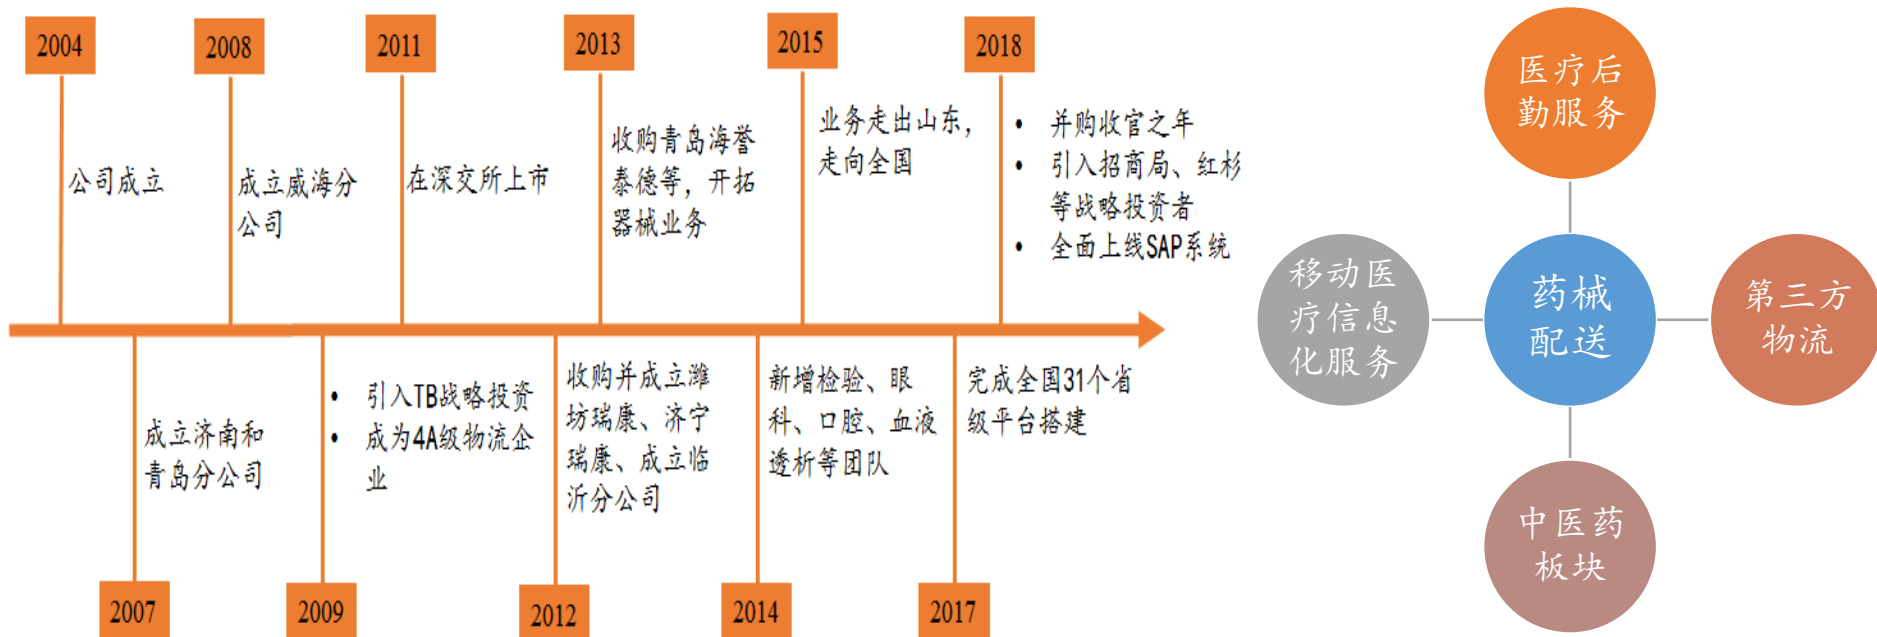 2004
2008
2011
2013
2015
2018
公司成立
成立威海分
公司
在深交所上市
收购青岛海誉
泰德等，开拓
器械业务
业务走出山东，
走向全国
• 并购收官之年
• 引入招商局、红杉
等战略投资者
• 全面上线SAP系统
成立济南和
青岛分公司
• 引入TB战略投资
• 成为4A级物流企
业
收购并成立潍
坊瑞康、济宁
瑞康、成立临
沂分公司
新增检验、眼
科、口腔、血液
透析等团队
完成全国31个省
级平台搭建
2007
2009
2012
2014
2017
医疗后
勤服务
移动医
疗信息
化服务
药械
配送
第三方
物流
中医药
板块